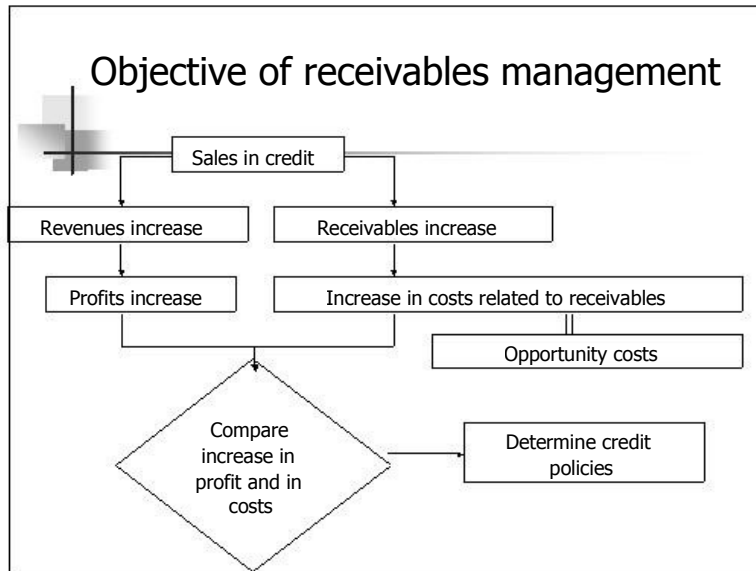 Objective of receivables management
Sales in credit
Revenues increase
Receivables increase
Profits increase
Increase in costs related to receivables
Opportunity costs
Compare
increase in
profit and in
costs
Determine credit
policies